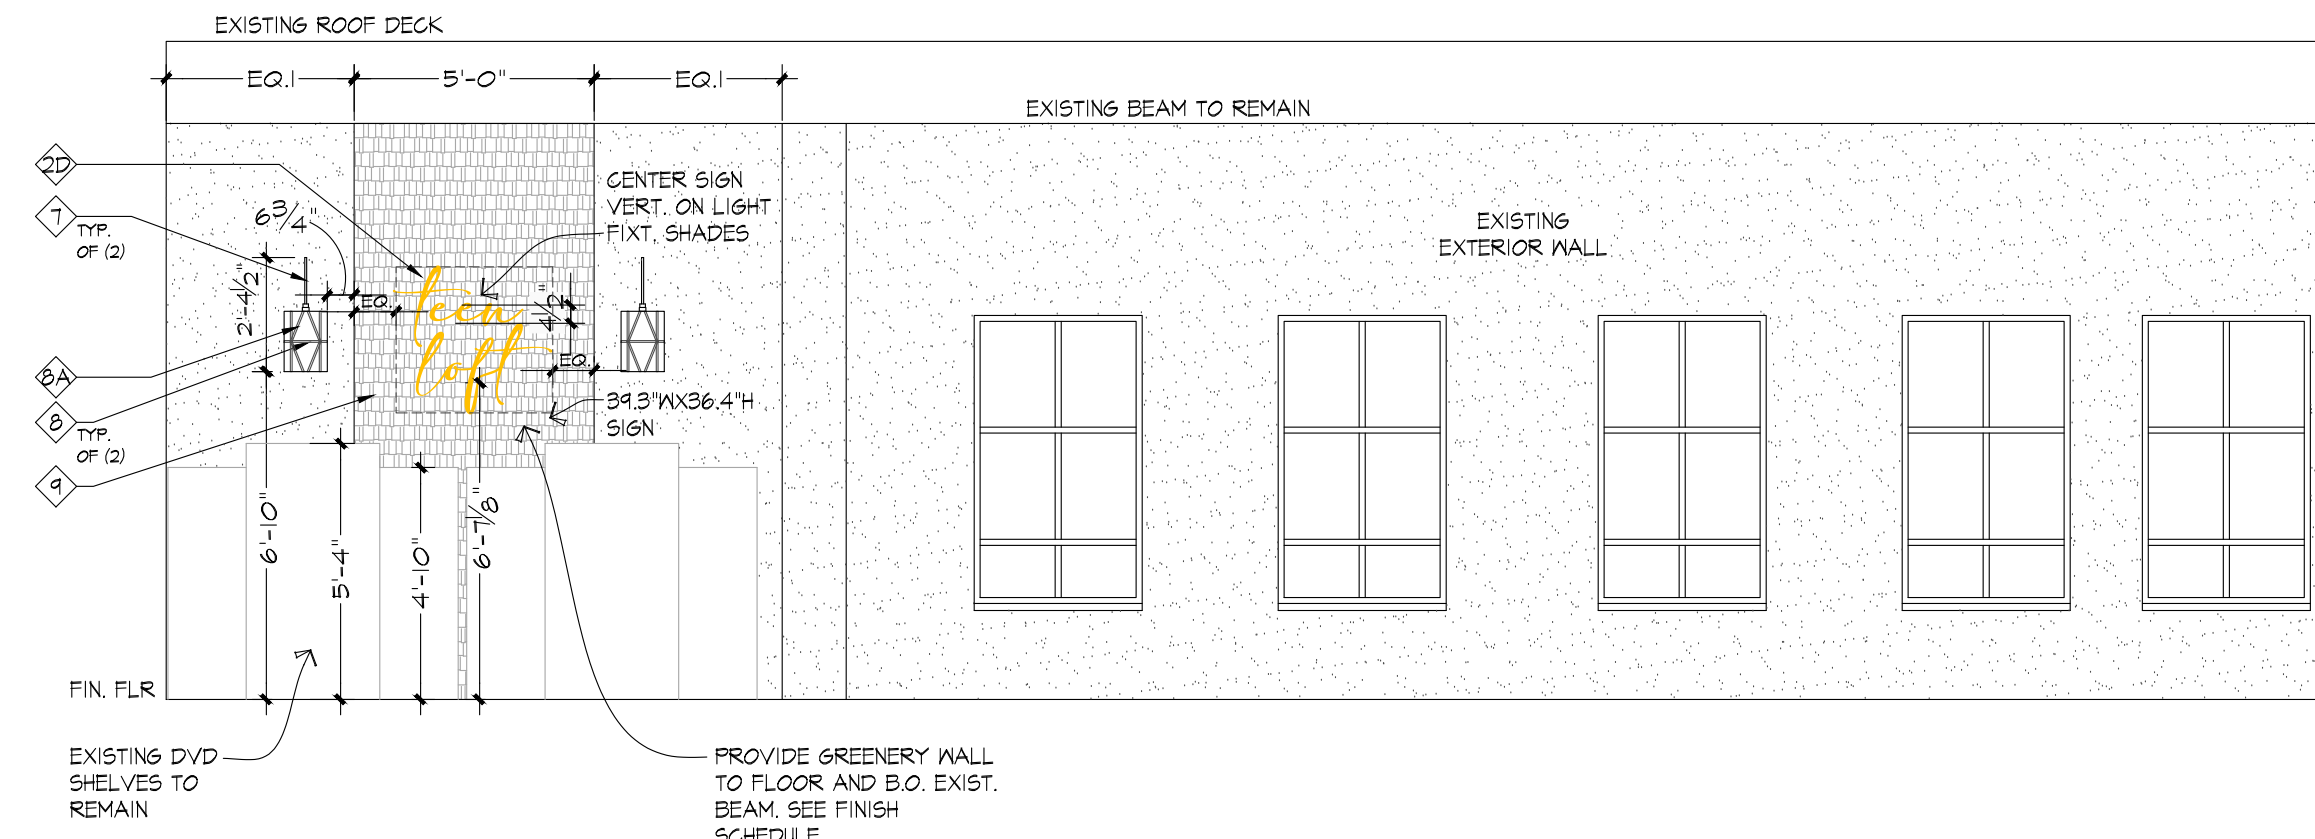 EXISTING ROOF DECK
EQ.1
5'-0"
EQ.1
EXISTING BEAM TO REMAIN
2D
7
TYP.
OF (2)
6 3/4"
CENTER SIGN
VERT. ON LIGHT
FIXT. SHADES
EXISTING
EXTERIOR WALL
2'-4 1/2"
EQ.
teen
loft
4 1/2"
EQ.
8A
8
TYP.
OF (2)
9
39.3"WX36.4"H
SIGN
6'-10"
5'-4"
4'-10"
6'-7/8"
FIN. FLR
EXISTING DVD
SHELVES TO
REMAIN
PROVIDE GREENERY WALL
TO FLOOR AND B.O. EXIST.
BEAM. SEE FINISH
SCHEDULE